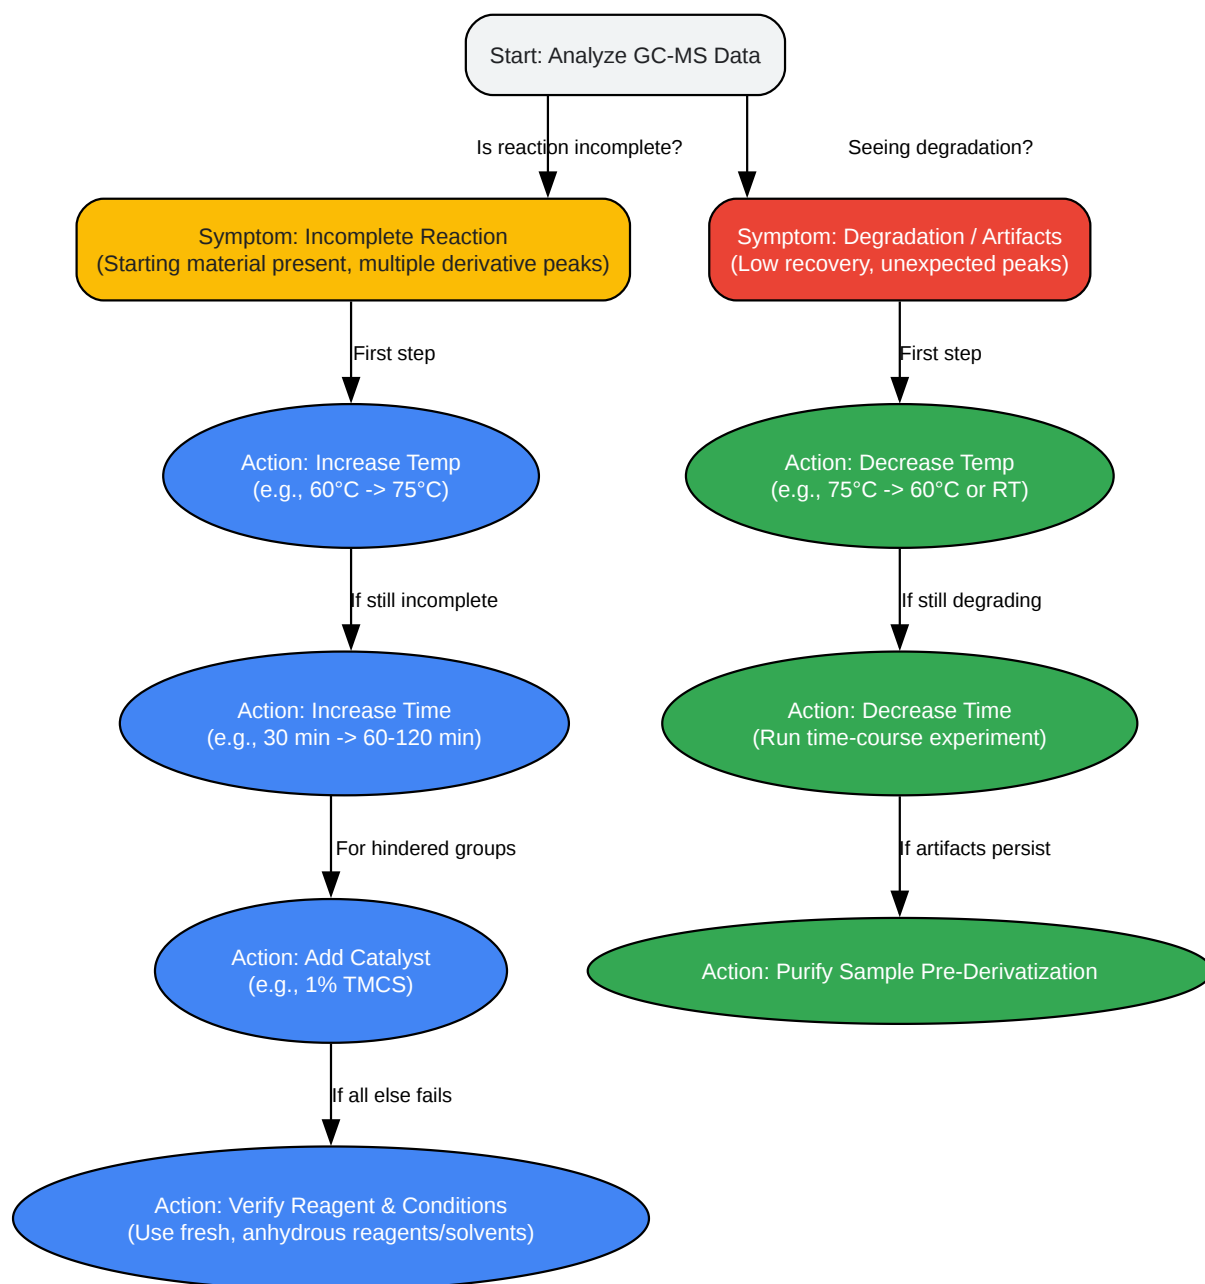 Start: Analyze GC-MS Data
Is reaction incomplete?
Seeing degradation?
Symptom: Incomplete Reaction
(Starting material present, multiple derivative peaks)
Symptom: Degradation / Artifacts
(Low recovery, unexpected peaks)
First step
First step
Action: Increase Temp
(e.g., 60°C -> 75°C)
Action: Decrease Temp
(e.g., 75°C -> 60°C or RT)
If still incomplete
If still degrading
Action: Increase Time
(e.g., 30 min -> 60-120 min)
Action: Decrease Time
(Run time-course experiment)
For hindered groups
If artifacts persist
Action: Add Catalyst
(e.g., 1% TMCS)
Action: Purify Sample Pre-Derivatization
If all else fails
Action: Verify Reagent & Conditions
(Use fresh, anhydrous reagents/solvents)